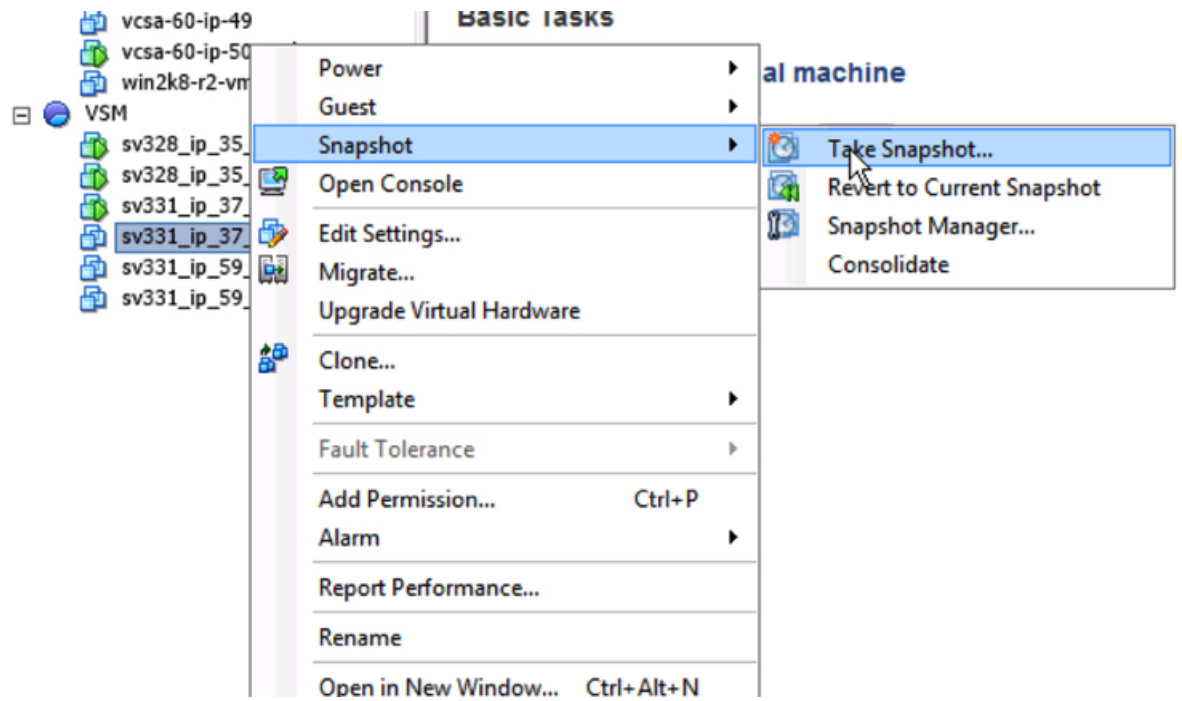 vcsa-60-ip-49
vcsa-60-ip-50
win2k8-r2-vm
VSM
sv328_ip_35_
sv328_ip_35_
sv331_ip_37_
sv331_ip_37_
sv331_ip_59_
sv331_ip_59_
Basic Tasks
al machine
Power
Guest
Snapshot
Open Console
Edit Settings...
Migrate...
Upgrade Virtual Hardware
Clone...
Template
Fault Tolerance
Add Permission... Ctrl+P
Alarm
Report Performance...
Rename
Open in New Window... Ctrl+Alt+N
Take Snapshot...
Revert to Current Snapshot
Snapshot Manager...
Consolidate